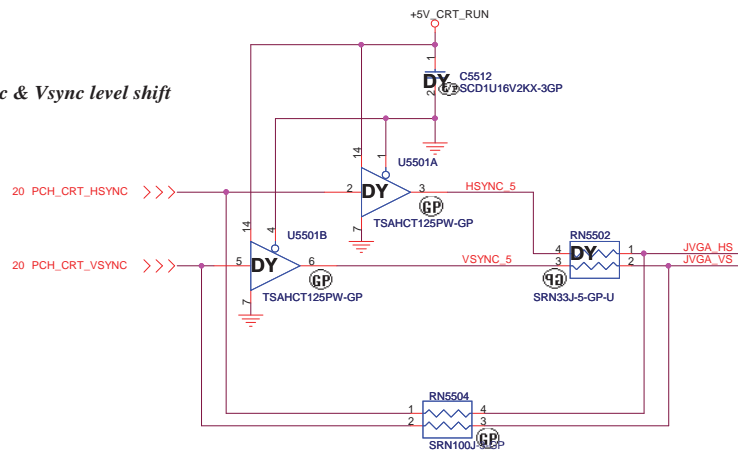 +5V_CRT_RUN
1
C5512
DY
2
SCD1U16V2KX-3GP
c & Vsync level shift
14
1
U5501A
20 PCH_CRT_HSYNC
2
DY
3
HSYNC_5
GP
TSAHCT125PW-GP
7
14
4
U5501B
RN5502
20 PCH_CRT_VSYNC
5
DY
6
VSYNC_5
GP
TSAHCT125PW-GP
7
4
DY
1
JVGA_HS
3
2
JVGA_VS
GP
SRN33J-5-GP-U
RN5504
1
4
2
3
GP